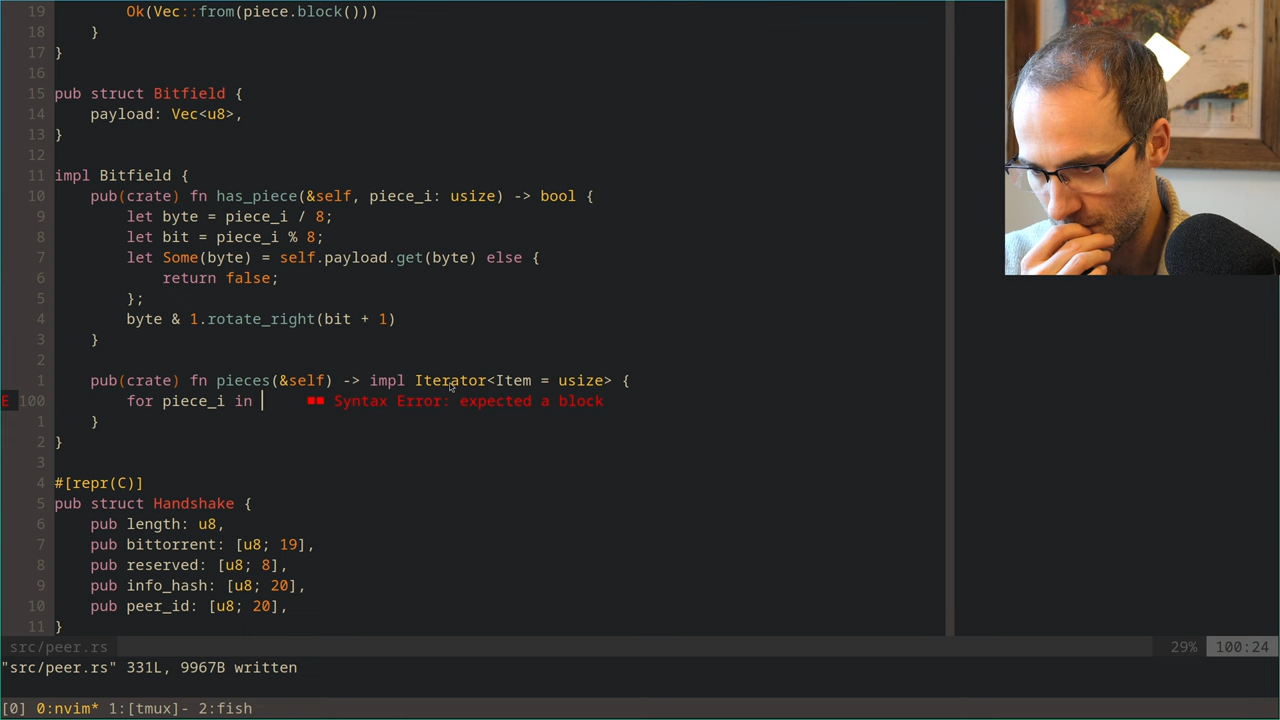 19 Ok(Vec::from(piece.block()))
18 }
17 }
16
15 pub struct Bitfield {
14 payload: Vec<u8>,
13 }
12
11 impl Bitfield {
10 pub(crate) fn has_piece(&self, piece_i: usize) -> bool {
9 let byte = piece_i / 8;
8 let bit = piece_i % 8;
7 let Some(byte) = self.payload.get(byte) else {
6 return false;
5 };
4 byte & 1.rotate_right(bit + 1)
3 }
2
1 pub(crate) fn pieces(&self) -> impl Iterator<Item = usize> {
E 100 for piece_i in ■■ Syntax Error: expected a block
1 }
2 }
3
4 #[repr(C)]
5 pub struct Handshake {
6 pub length: u8,
7 pub bittorrent: [u8; 19],
8 pub reserved: [u8; 8],
9 pub info_hash: [u8; 20],
10 pub peer_id: [u8; 20],
11 }
src/peer.rs 29% 100:24
"src/peer.rs" 331L, 9967B written
[0] 0:nvim* 1:[tmux]- 2:fish